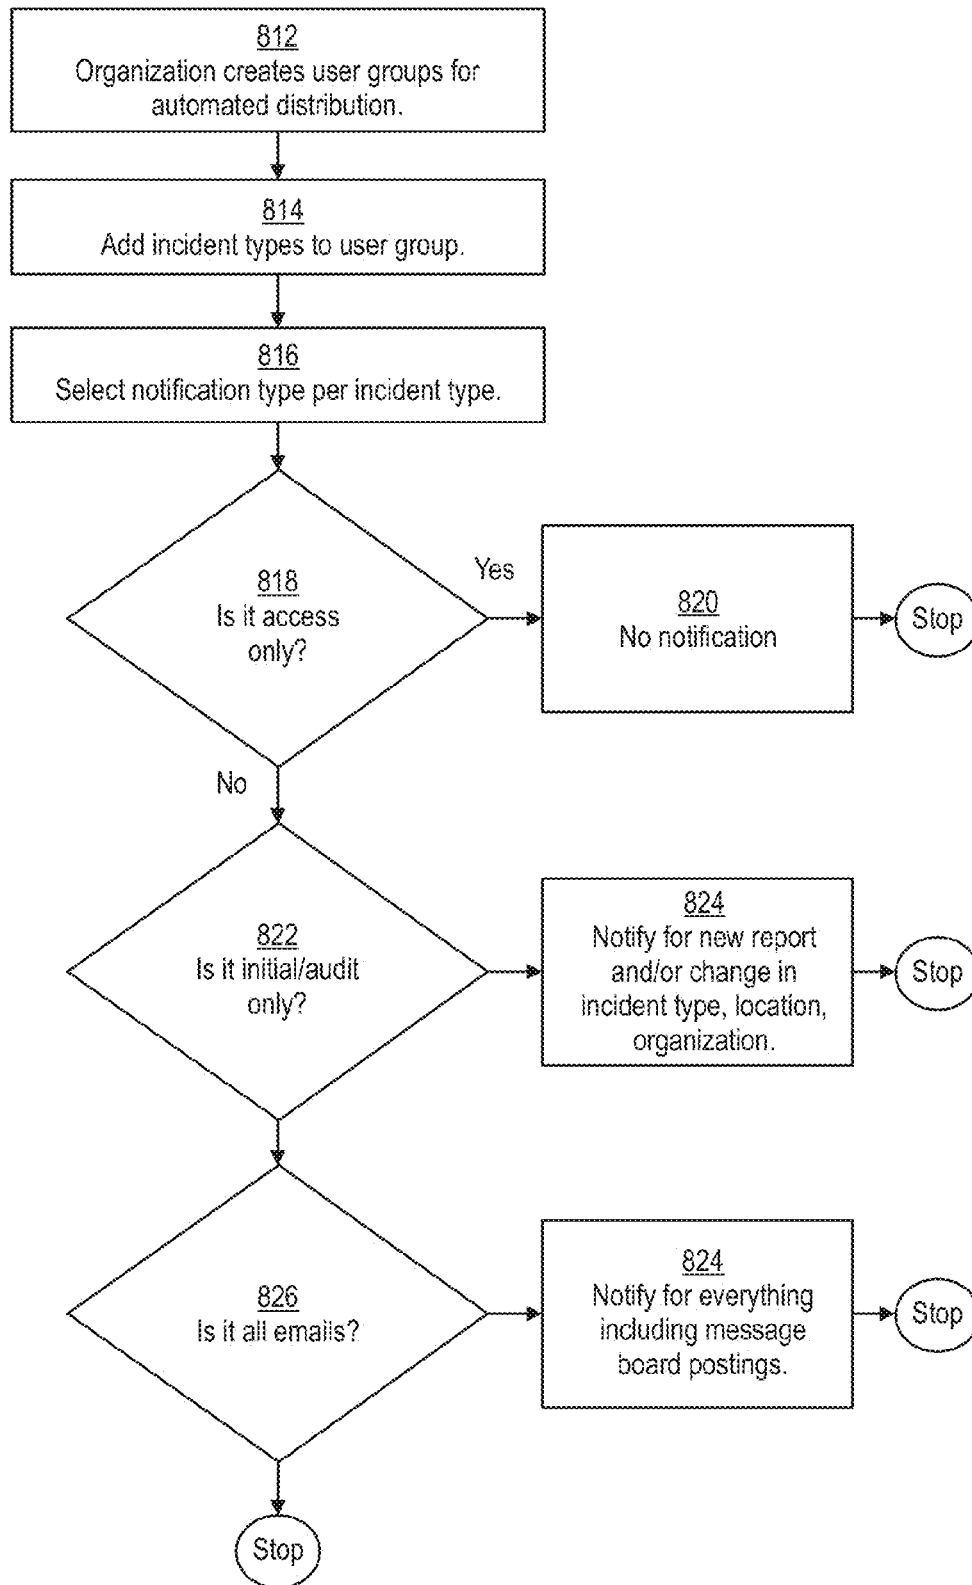 812
Organization creates user groups for
automated distribution.
814
Add incident types to user group.
816
Select notification type per incident type.
818
Is it access
only?
Yes
820
No notification
Stop
No
822
Is it initial/audit
only?
824
Notify for new report
and/or change in
incident type, location,
organization.
Stop
826
Is it all emails?
824
Notify for everything
including message
board postings.
Stop
Stop